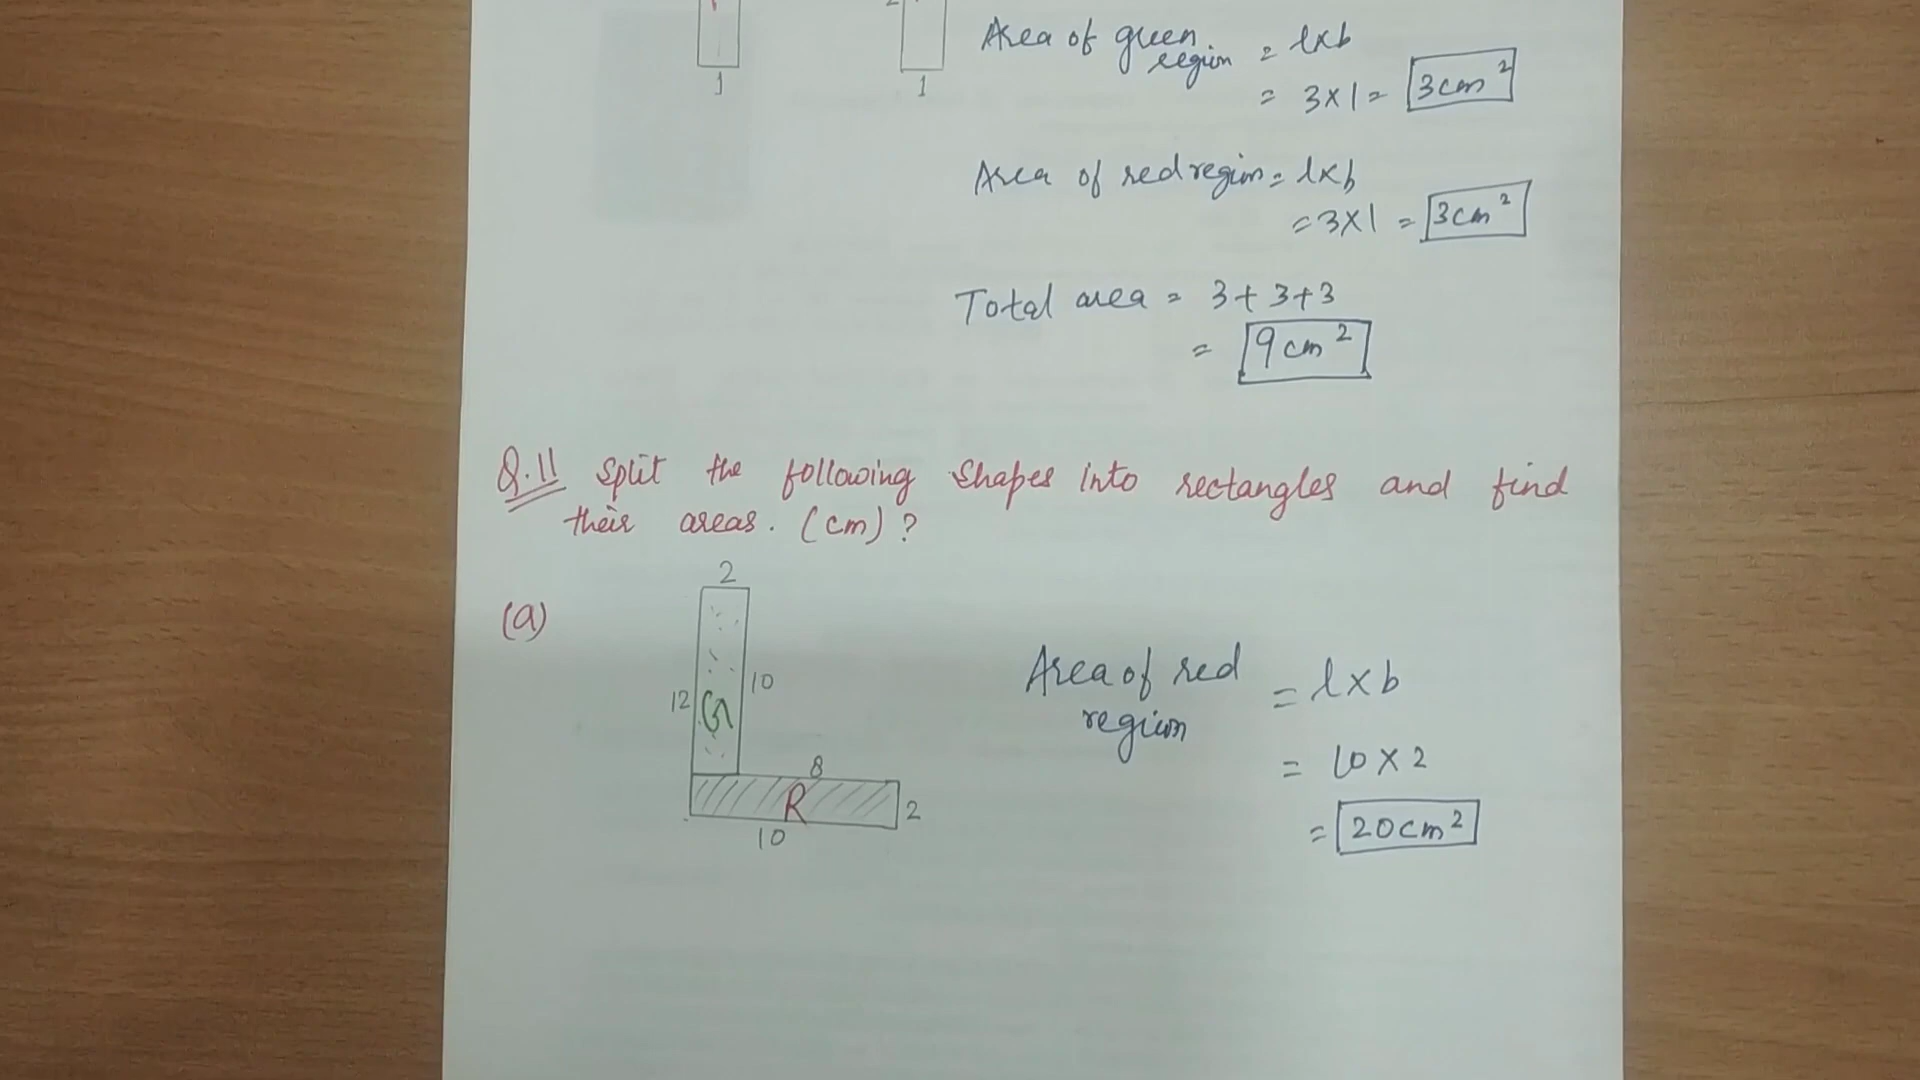 1
1
Area of green region = l×b
= 3×1 = 3cm²
Area of red region = l×b
= 3×1 = 3cm²
Total area = 3+3+3
= 9cm²
Q.11 Split the following shapes into rectangles and find
their areas. (cm) ?
(a)
2
12
G
10
8
R
2
10
Area of red region = l×b
= 10×2
= 20cm²